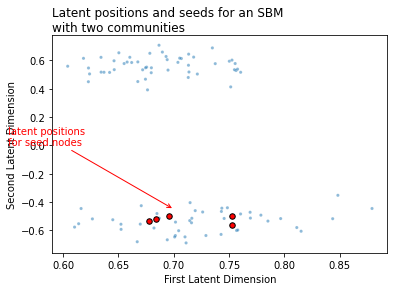 Latent positions and seeds for an SBM
with two communities
Second Latent Dimension
0.6
0.4
0.2
0.0
−0.2
−0.4
−0.6
latent positions
for seed nodes
0.60
0.65
0.70
0.75
0.80
0.85
First Latent Dimension